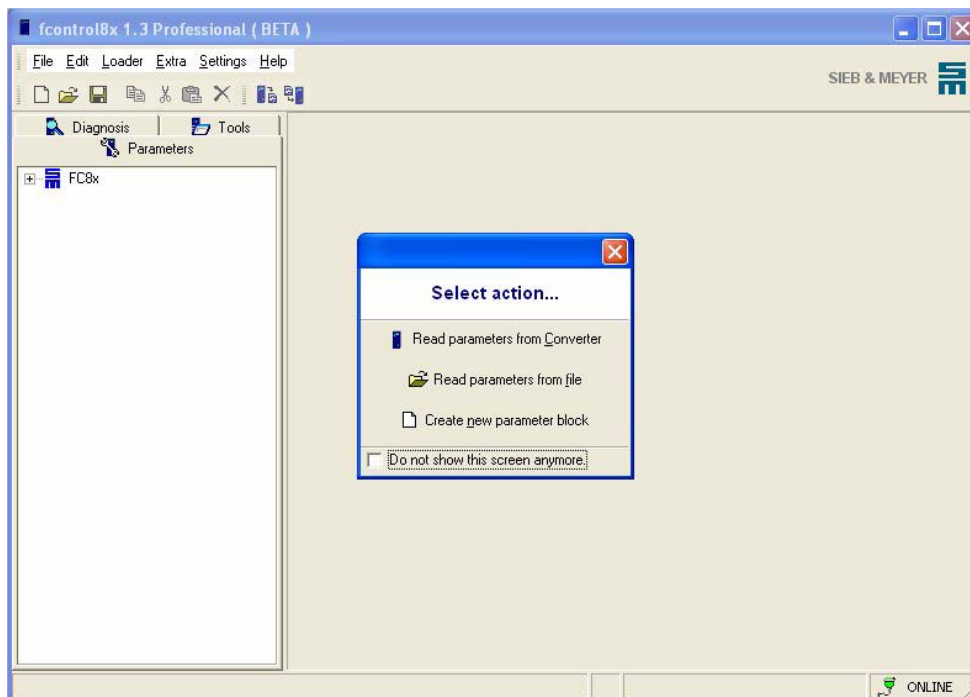 fcontrol8x 1.3 Professional ( BETA )
File Edit Loader Extra Settings Help
SIEB & MEYER
Diagnosis
Tools
Parameters
FC8x
Select action...
Read parameters from Converter
Read parameters from file
Create new parameter block
Do not show this screen anymore.
ONLINE